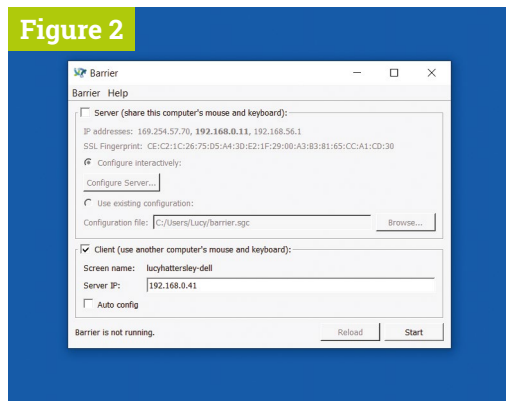 Figure 2
Barrier
Barrier Help
Server (share this computer's mouse and keyboard):
IP addresses: 169.254.57.70, 192.168.0.11, 192.168.56.1
SSL Fingerprint: CE:C2:1C:26:75:D5:A4:3D:E2:1F:29:00:A3:B3:81:65:CC:A1:CD:30
Configure interactively:
Configure Server...
Use existing configuration:
Configuration file: C:/Users/Lucy/barrier.sgc Browse...
Client (use another computer's mouse and keyboard):
Screen name: lucyhattersley-dell
Server IP: 192.168.0.41
Auto config
Barrier is not running. Reload Start